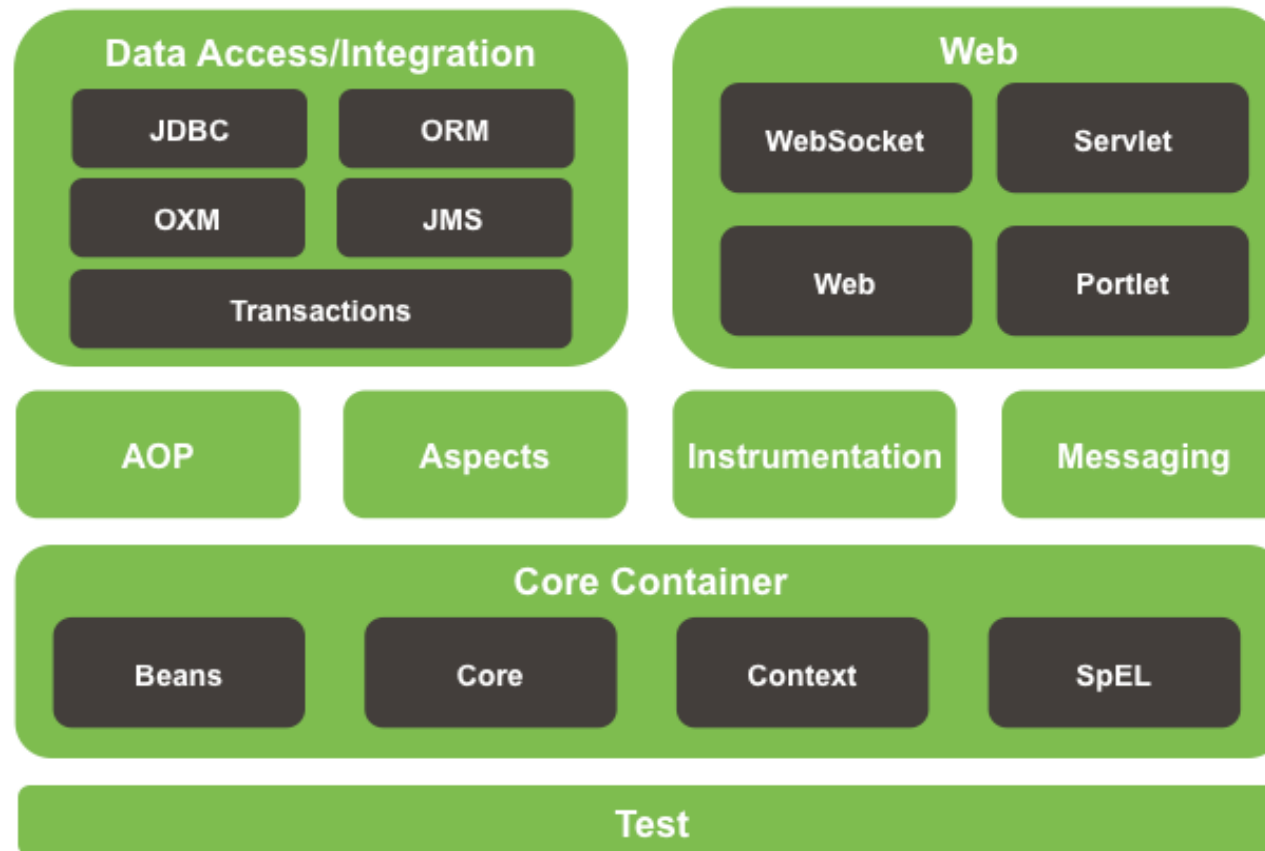 Data Access/Integration
JDBC
ORM
OXM
JMS
Transactions
Web
WebSocket
Servlet
Web
Portlet
AOP
Aspects
Instrumentation
Messaging
Core Container
Beans
Core
Context
SpEL
Test